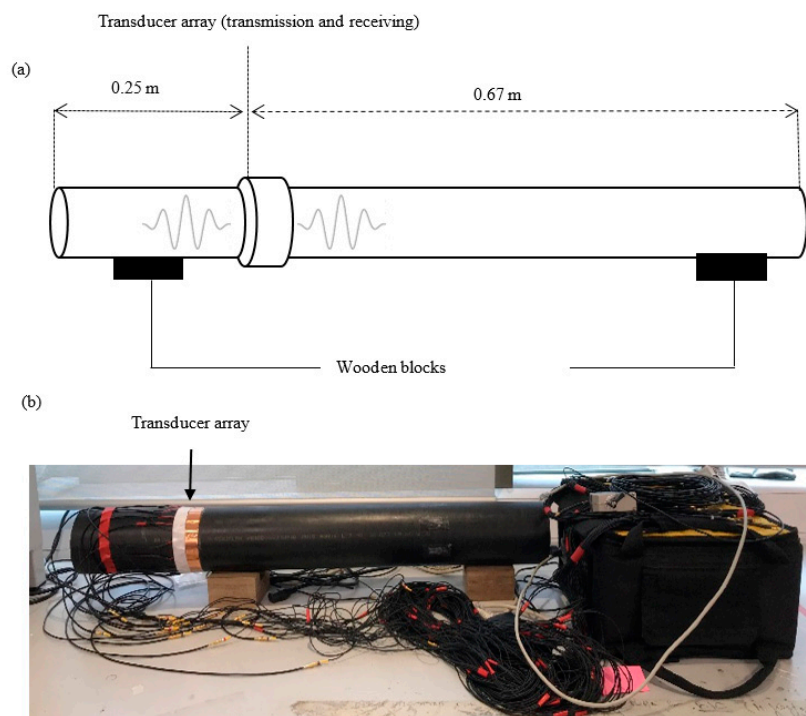 Transducer array (transmission and receiving)
(a)
0.25 m
0.67 m
Wooden blocks
(b)
Transducer array